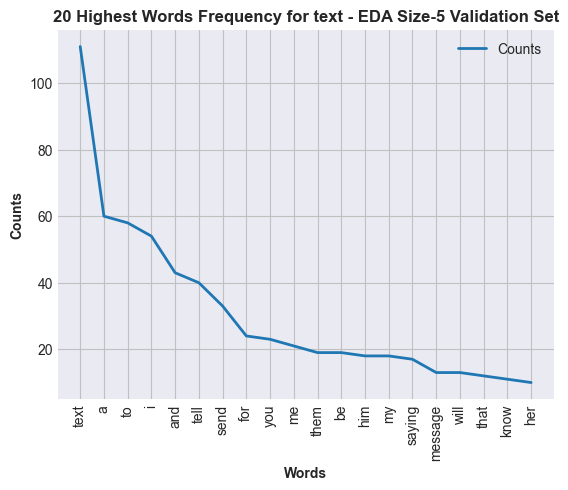 20 Highest Words Frequency for text - EDA Size-5 Validation Set
Counts
100
80
60
40
20
Counts
text
a
to
i
and
tell
send
for
you
me
them
be
him
my
saying
message
will
that
know
her
Words